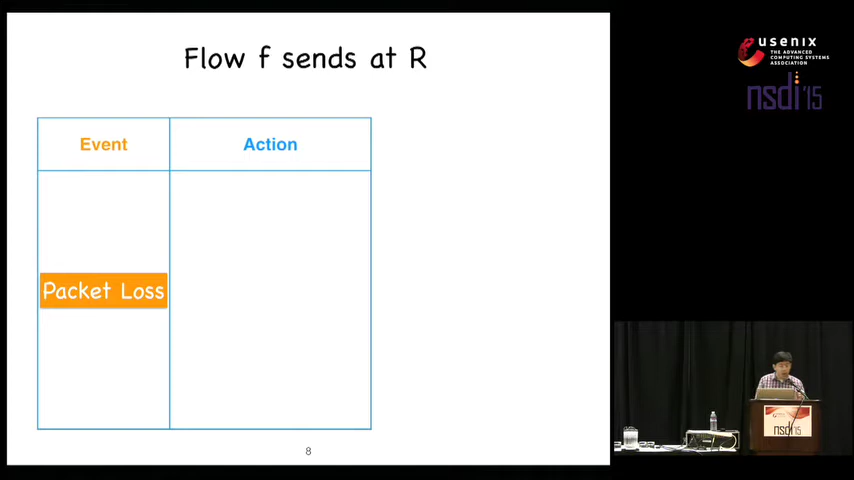 Flow f sends at R
Event
Action
Packet Loss
8
usenix
THE ADVANCED
COMPUTING SYSTEMS
ASSOCIATION
nsdi'15
nsdi'15